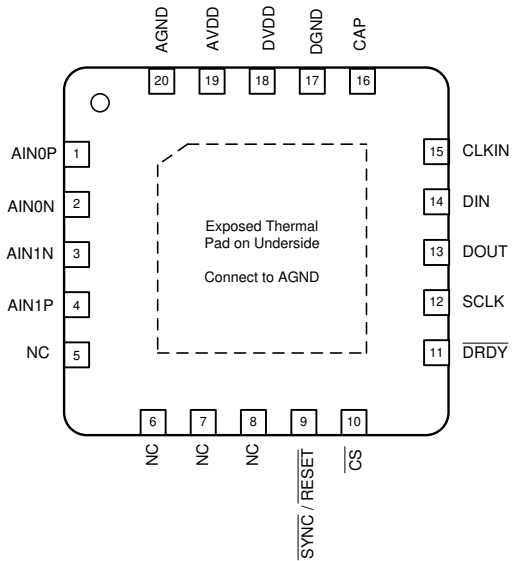 AGND
AVDD
DVDD
DGND
CAP
20
19
18
17
16
AIN0P 1
AIN0N 2
AIN1N 3
AIN1P 4
NC 5
Exposed Thermal
Pad on Underside
Connect to AGND
15 CLKIN
14 DIN
13 DOUT
12 SCLK
11 DRDY
6
7
8
9
10
NC
NC
NC
SYNC / RESET
CS